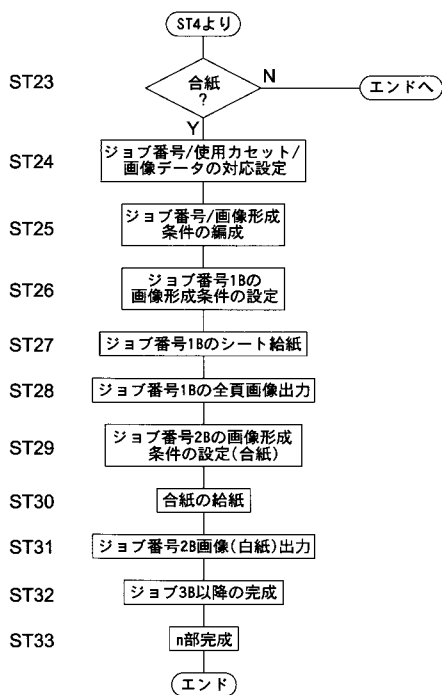 ST4より
ST23
合紙
?
N
エンドへ
Y
ST24
ジョブ番号/使用カセット/
画像データの対応設定
ST25
ジョブ番号/画像形成
条件の編成
ST26
ジョブ番号1Bの
画像形成条件の設定
ST27
ジョブ番号1Bのシート給紙
ST28
ジョブ番号1Bの全頁画像出力
ST29
ジョブ番号2Bの画像形成
条件の設定(合紙)
ST30
合紙の給紙
ST31
ジョブ番号2B画像(白紙)出力
ST32
ジョブ3B以降の完成
ST33
n部完成
エンド